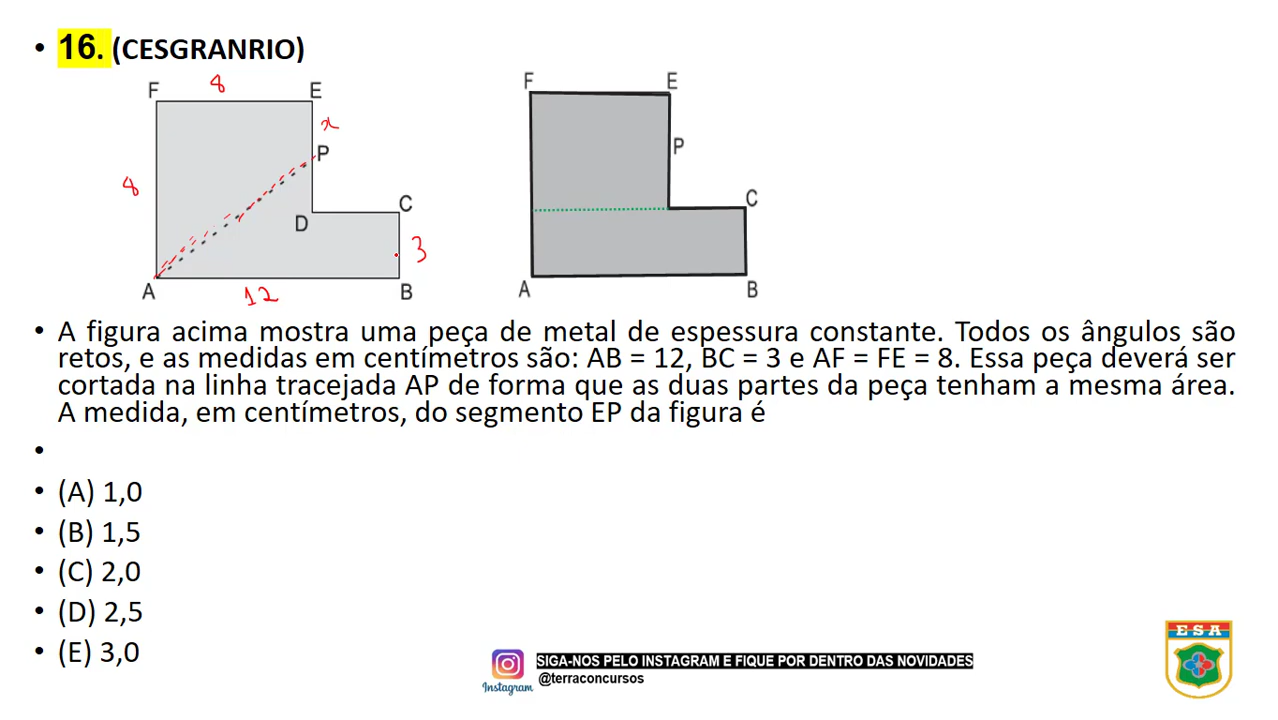 • 16. (CESGRANRIO)
F 8 E
x
P
8
D
C
3
A 12 B
F E
P
C
A B
• A figura acima mostra uma peça de metal de espessura constante. Todos os ângulos são
retos, e as medidas em centímetros são: AB = 12, BC = 3 e AF = FE = 8. Essa peça deverá ser
cortada na linha tracejada AP de forma que as duas partes da peça tenham a mesma área.
A medida, em centímetros, do segmento EP da figura é
•
• (A) 1,0
• (B) 1,5
• (C) 2,0
• (D) 2,5
• (E) 3,0
Instagram
SIGA-NOS PELO INSTAGRAM E FIQUE POR DENTRO DAS NOVIDADES
@terraconcursos
ESA